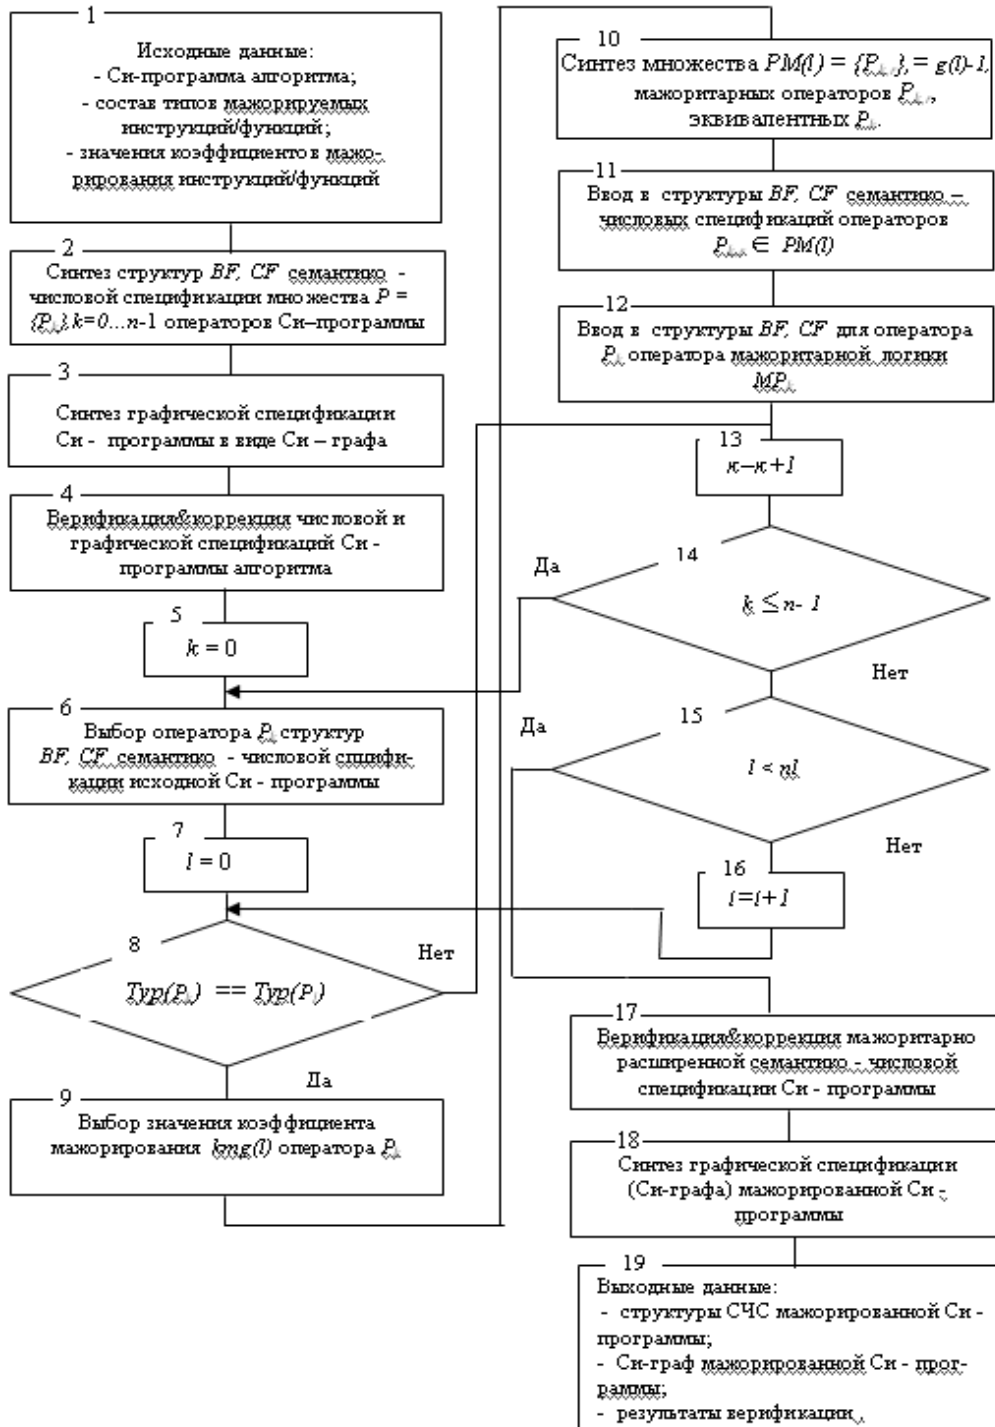 1
Исходные данные:
- Си-программа алгоритма;
- состав типов мажорируемых
инструкций/функций;
- значения коэффициентов мажо-
рирования инструкций/функций
2
Синтез структур BF, CF семантико -
числовой спецификации множества P =
{Pk},k=0...n-1 операторов Си–программы
3
Синтез графической спецификации
Си - программы в виде Си – графа
4
Верификация&коррекция числовой и
графической спецификаций Си -
программы алгоритма
5
k = 0
6
Выбор оператора Pk структур
BF, CF семантико - числовой спцифи-
кации исходной Си - программы
7
l = 0
8
Нет
Typ(Pk) == Typ(Pl)
Да
9
Выбор значения коэффициента
мажорирования kmg(l) оператора Pk
10
Синтез множества PM(l) = {Pk,}, = g(l)-1,
мажоритарных операторов Pk,
эквивалентных Pk.
11
Ввод в структуры BF, CF семантико –
числовых спецификаций операторов
∈ PM(l)
12
Ввод в структуры BF, CF для оператора
Pk оператора мажоритарной логики
MPk
13
к–к+1
14
Да
k ≤ n- 1
Нет
15
Да
l < nl
Нет
16
l=l+1
17
Верификация&коррекция мажоритарно
расширенной семантико - числовой
спецификации Си - программы
18
Синтез графической спецификации
(Си-графа) мажорированной Си -
программы
19
Выходные данные:
- структуры СЧС мажорированной Си -
программы;
- Си-граф мажорированной Си - прог-
раммы;
- результаты верификации